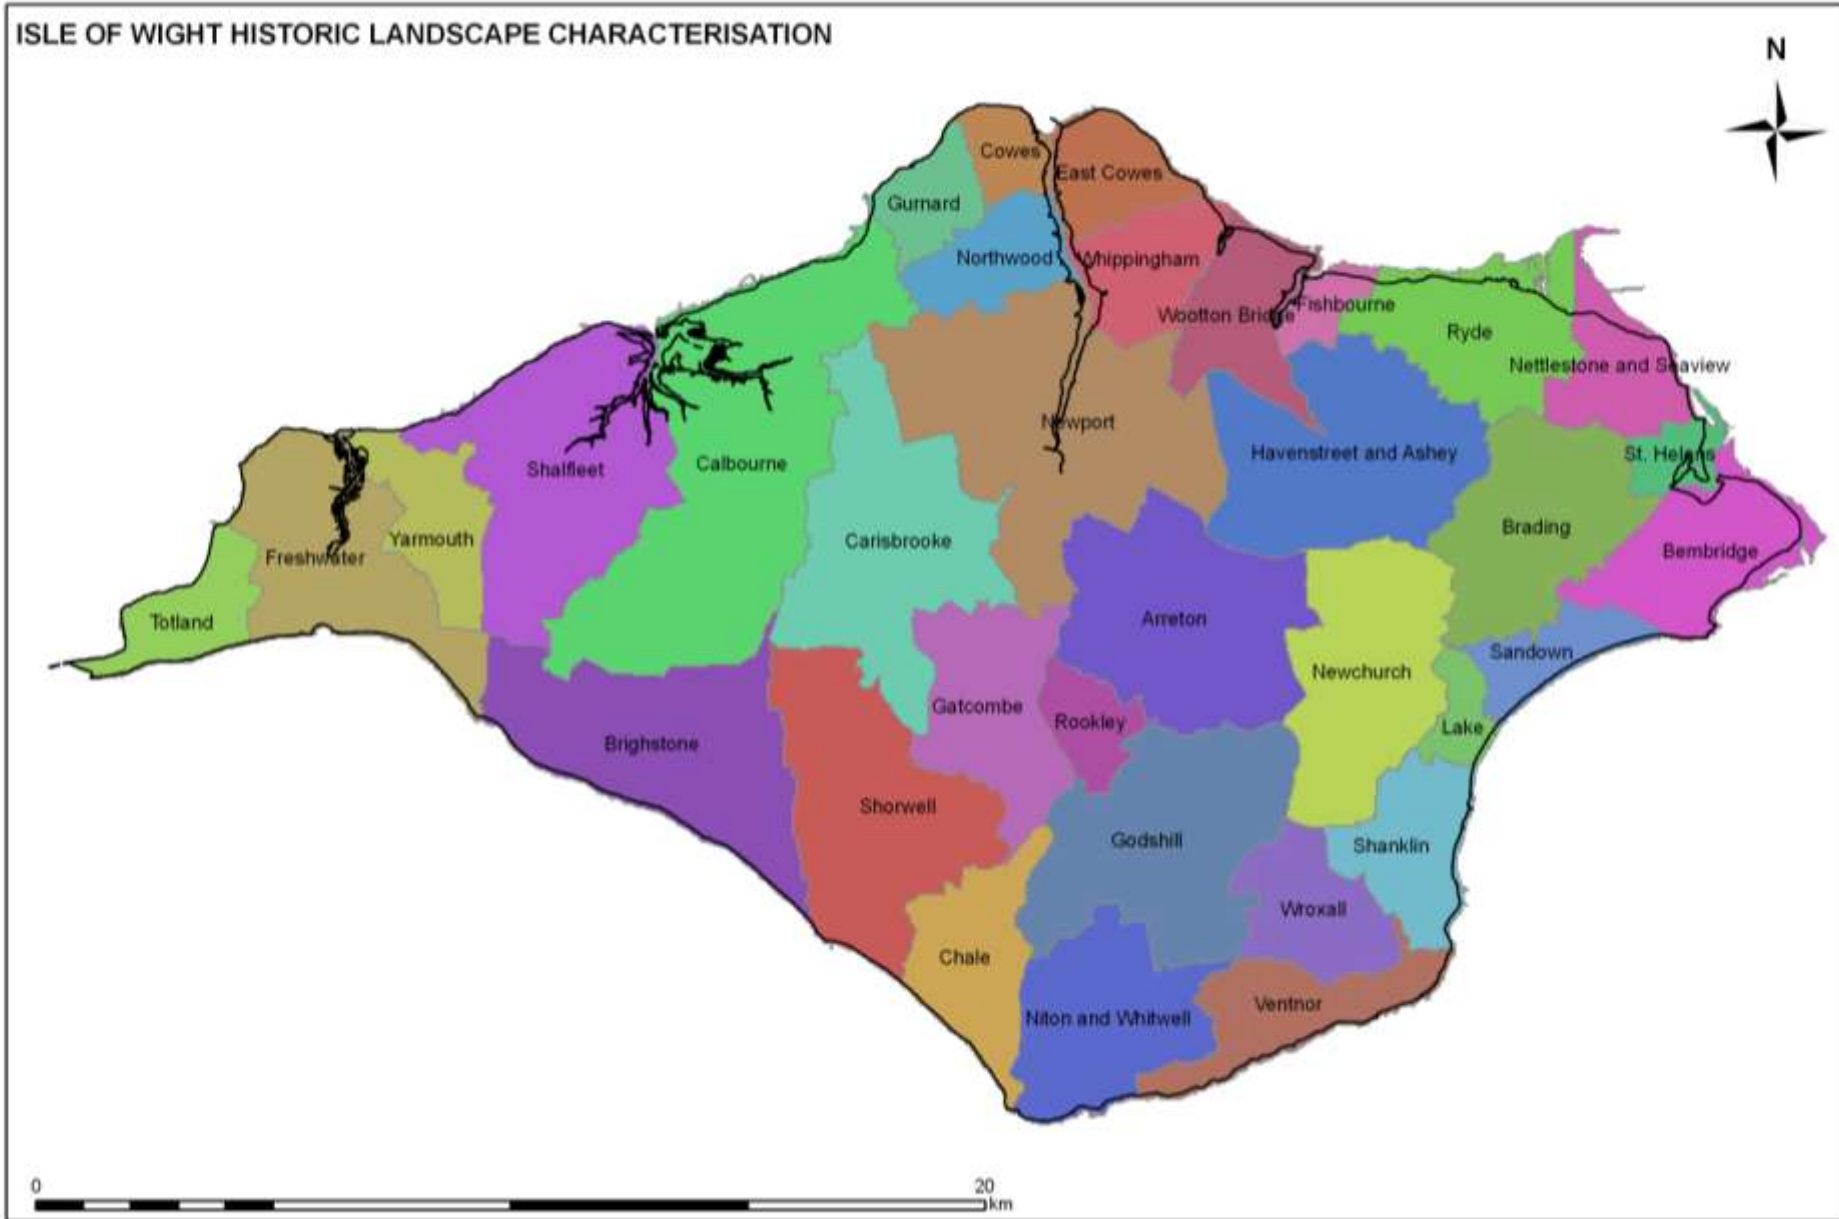 ISLE OF WIGHT HISTORIC LANDSCAPE CHARACTERISATION
N
Cowes
East Cowes
Gurnard
Northwood
Whippingham
Wootton Bridge
Fishbourne
Ryde
Nettlestone and Seaview
Newport
Havenstreet and Ashey
St. Helens
Shalfleet
Calbourne
Carisbrooke
Brading
Bembridge
Yarmouth
Freshwater
Totland
Arreton
Sandown
Newchurch
Gatcombe
Rookley
Lake
Brighstone
Shorwell
Godshill
Shanklin
Wroxall
Chale
Ventnor
Niton and Whitwell
0
20
km